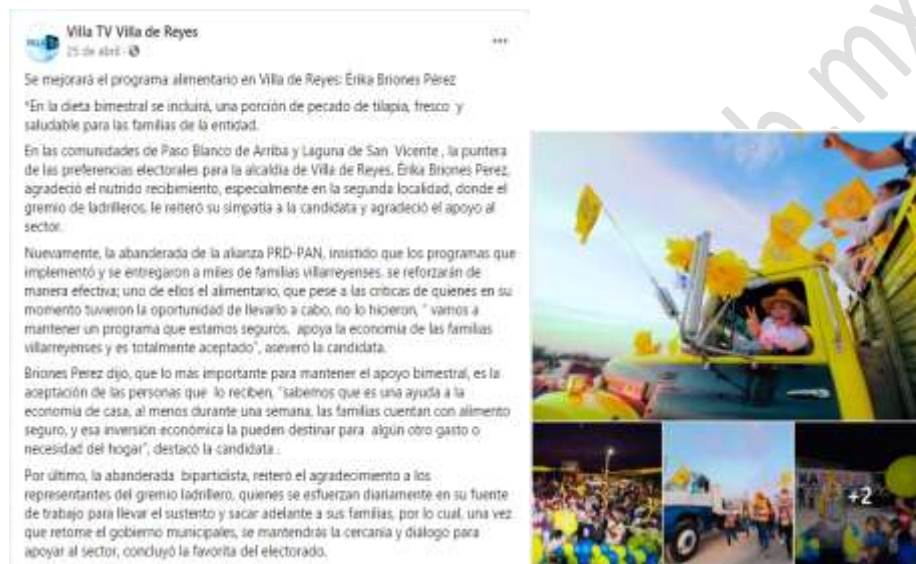 Villa TV Villa de Reyes
25 de abril ·
Se mejorará el programa alimentario en Villa de Reyes: Érika Briones Pérez
*En la dieta bimestral se incluirá, una porción de pecado de tilapia, fresco y
saludable para las familias de la entidad.
En las comunidades de Paso Blanco de Arriba y Laguna de San Vicente , la puntera
de las preferencias electorales para la alcaldía de Villa de Reyes, Érika Briones Pérez,
agradeció el nutrido recibimiento, especialmente en la segunda localidad, donde el
gremio de ladrilleros, le reiteró su simpatía a la candidata y agradeció el apoyo al
sector.
Nuevamente, la abanderada de la alianza PRD-PAN, insistido que los programas que
implementó y se entregaron a miles de familias villarreyenses, se reforzarán de
manera efectiva; uno de ellos el alimentario, que pese a las críticas de quienes en su
momento tuvieron la oportunidad de llevarlo a cabo, no lo hicieron, " vamos a
mantener un programa que estamos seguros, apoya la economía de las familias
villarreyenses y es totalmente aceptado", aseveró la candidata.
Briones Perez dijo, que lo más importante para mantener el apoyo bimestral, es la
aceptación de las personas que lo reciben, "sabemos que es una ayuda a la
economía de casa, al menos durante una semana, las familias cuentan con alimento
seguro, y esa inversión económica la pueden destinar para algún otro gasto o
necesidad del hogar", destacó la candidata .
Por último, la abanderada bipartidista, reiteró el agradecimiento a los
representantes del gremio ladrillero, quienes se esfuerzan diariamente en su fuente
de trabajo para llevar el sustento y sacar adelante a sus familias, por lo cual, una vez
que retome el gobierno municipales, se mantendrás la cercanía y diálogo para
apoyar al sector, concluyó la favorita del electorado.
+2